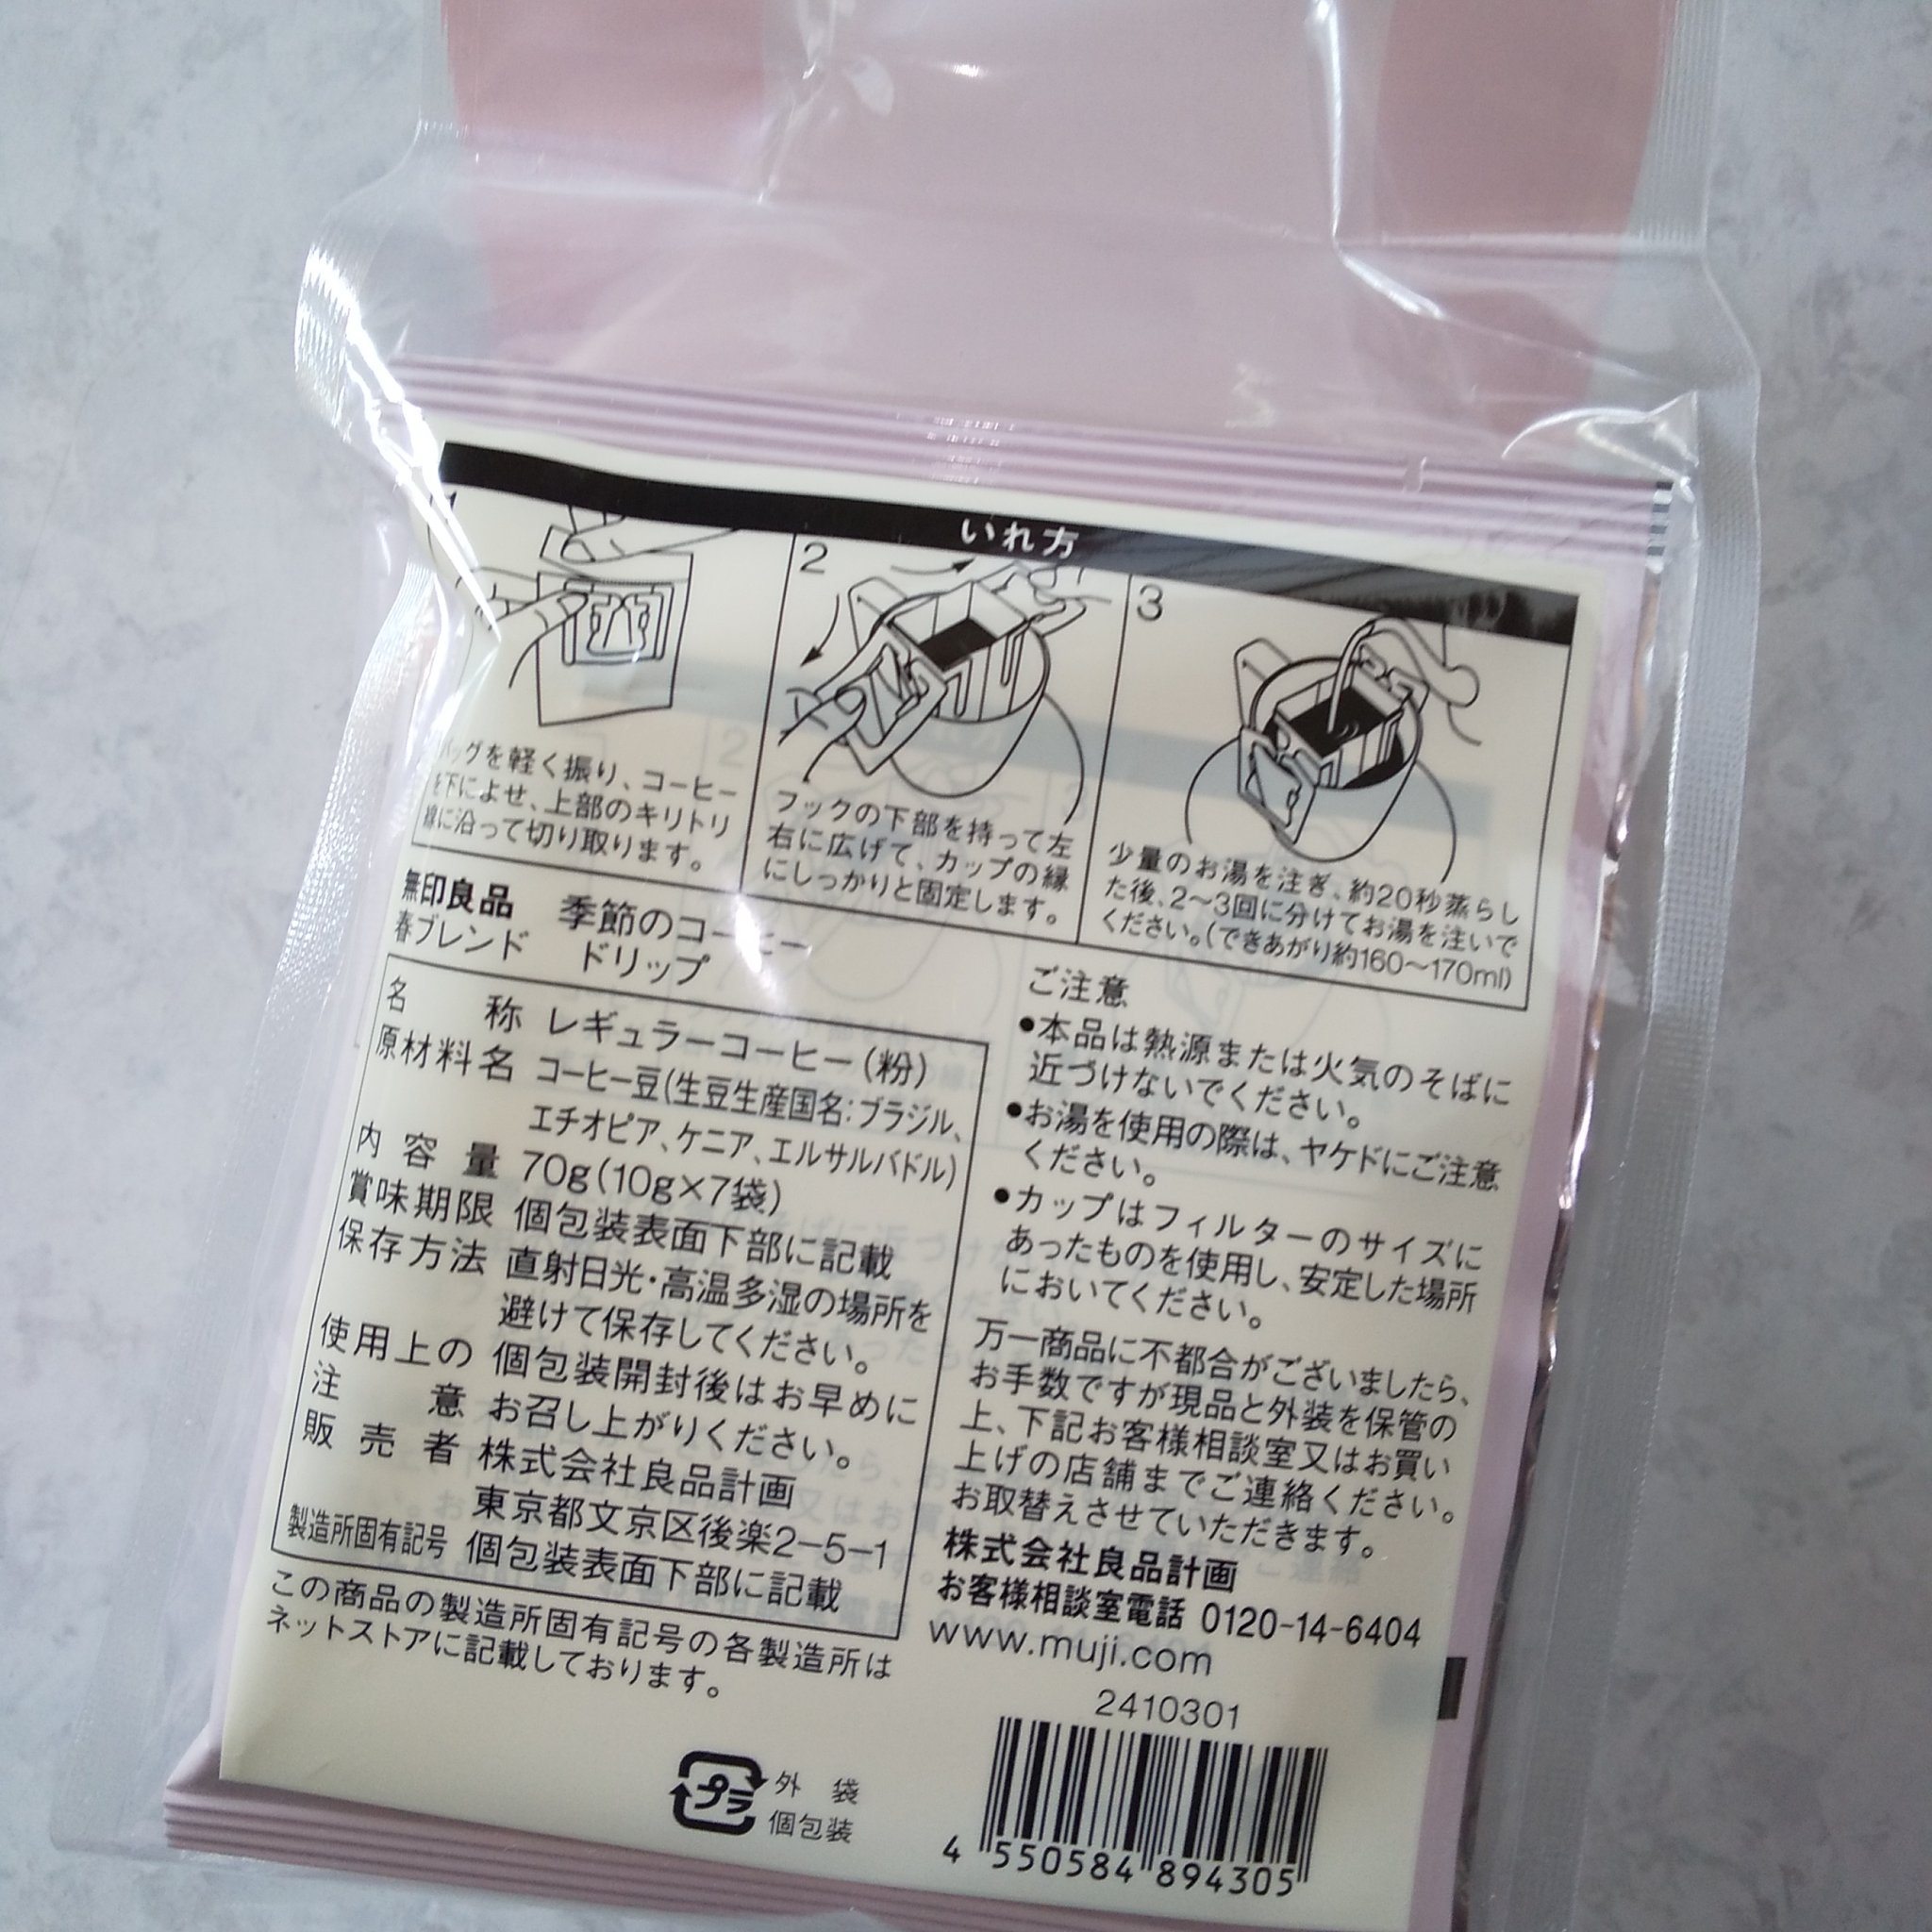 いれ方
1
バッグを軽く振り、コーヒー
を下によせ、上部のキリトリ
線に沿って切り取ります。
2
フックの下部を持って左
右に広げて、カップの縁
にしっかりと固定します。
3
少量のお湯を注ぎ、約20秒蒸らし
た後、2〜3回に分けてお湯を注いで
ください。(できあがり約160〜170ml)
無印良品 季節のコーヒー
春ブレンド ドリップ
名称 レギュラーコーヒー(粉)
原材料名 コーヒー豆(生豆生産国名:ブラジル、
エチオピア、ケニア、エルサルバドル)
内容量 70g(10g×7袋)
賞味期限 個包装表面下部に記載
保存方法 直射日光・高温多湿の場所を
避けて保存してください。
使用上の 個包装開封後はお早めに
注意 お召し上がりください。
販売者 株式会社良品計画
東京都文京区後楽2-5-1
製造所固有記号 個包装表面下部に記載
この商品の製造所固有記号の各製造所は
ネットストアに記載しております。
ご注意
●本品は熱源または火気のそばに
近づけないでください。
●お湯を使用の際は、ヤケドにご注意
ください。
●カップはフィルターのサイズに
あったものを使用し、安定した場所
においてください。
万一商品に不都合がございましたら、
お手数ですが現品と外装を保管の
上、下記お客様相談室又はお買い
上げの店舗までご連絡ください。
お取替えさせていただきます。
株式会社良品計画
お客様相談室電話 0120-14-6404
www.muji.com
2410301
プラ 外袋
個包装
4 550584 894305